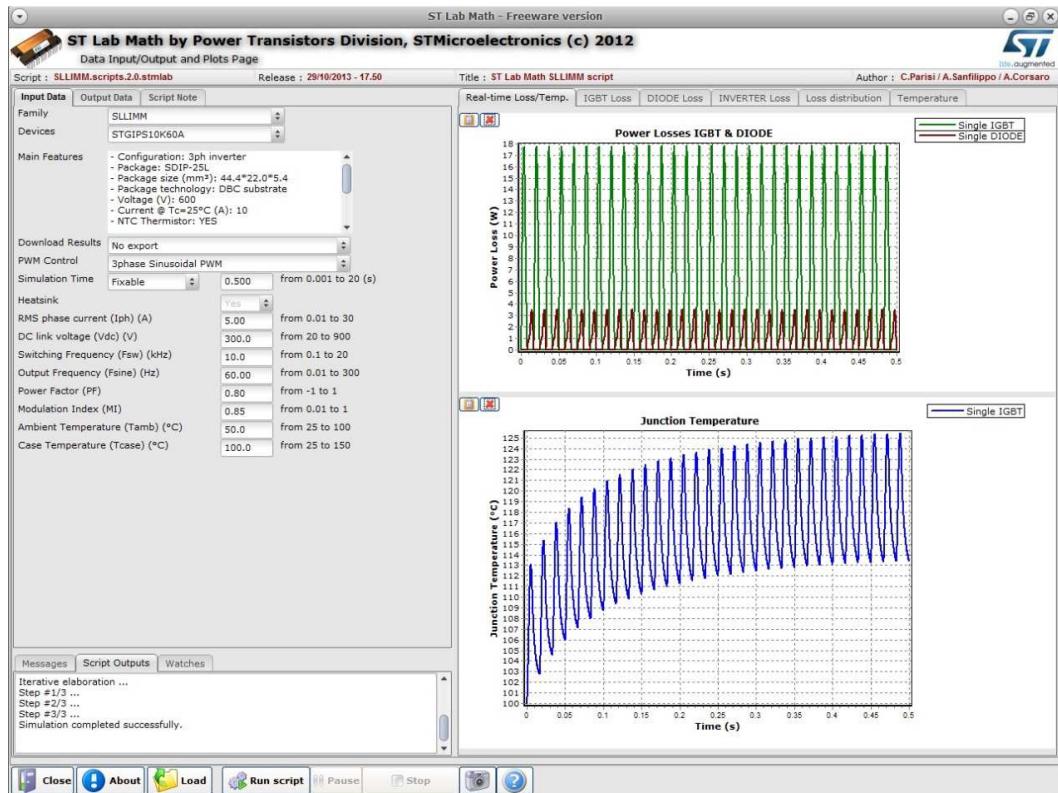 ST Lab Math - Freeware version
ST Lab Math by Power Transistors Division, STMicroelectronics (c) 2012
Data Input/Output and Plots Page
ST
life.augmented
Script : SLLIMM.scripts.2.0.stmlab
Release : 29/10/2013 - 17.50
Title : ST Lab Math SLLIMM script
Author : C.Parisi / A.Sanfilippo / A.Corsaro
Input Data
Output Data
Script Note
Family
SLLIMM
Devices
STGIPS10K60A
Main Features
- Configuration: 3ph inverter
- Package: SDIP-25L
- Package size (mm³): 44.4*22.0*5.4
- Package technology: DBC substrate
- Voltage (V): 600
- Current @ Tc=25°C (A): 10
- NTC Thermistor: YES
Download Results
No export
PWM Control
3phase Sinusoidal PWM
Simulation Time
Fixable
0.500
from 0.001 to 20 (s)
Heatsink
Yes
RMS phase current (Iph) (A)
5.00
from 0.01 to 30
DC link voltage (Vdc) (V)
300.0
from 20 to 900
Switching Frequency (Fsw) (kHz)
10.0
from 0.1 to 20
Output Frequency (Fsine) (Hz)
60.00
from 0.01 to 300
Power Factor (PF)
0.80
from -1 to 1
Modulation Index (MI)
0.85
from 0.01 to 1
Ambient Temperature (Tamb) (°C)
50.0
from 25 to 100
Case Temperature (Tcase) (°C)
100.0
from 25 to 150
Messages
Script Outputs
Watches
Iterative elaboration ...
Step #1/3 ...
Step #2/3 ...
Step #3/3 ...
Simulation completed successfully.
Real-time Loss/Temp.
IGBT Loss
DIODE Loss
INVERTER Loss
Loss distribution
Temperature
Power Losses IGBT & DIODE
Single IGBT
Single DIODE
Power Loss (W)
18
17
16
15
14
13
12
11
10
9
8
7
6
5
4
3
2
1
0
0 0.05 0.1 0.15 0.2 0.25 0.3 0.35 0.4 0.45 0.5
Time (s)
Junction Temperature
Single IGBT
Junction Temperature (°C)
125
124
123
122
121
120
119
118
117
116
115
114
113
112
111
110
109
108
107
106
105
104
103
102
101
100
0 0.05 0.1 0.15 0.2 0.25 0.3 0.35 0.4 0.45 0.5
Time (s)
Close
About
Load
Run script
Pause
Stop